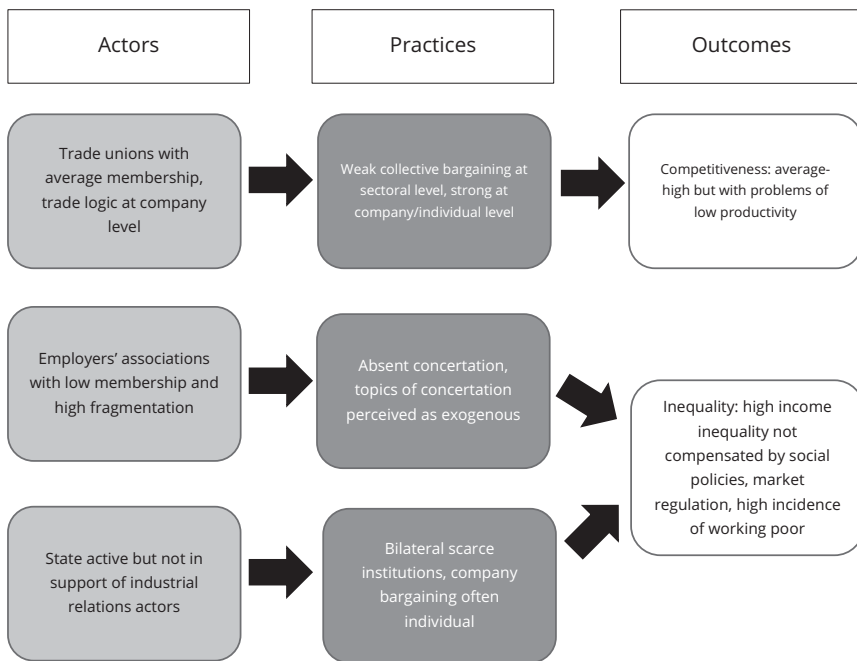 Actors
Practices
Outcomes
Trade unions with
average membership,
trade logic at company
level
Weak collective bargaining at
sectoral level, strong at
company/individual level
Competitiveness: average-
high but with problems of
low productivity
Employers’ associations
with low membership and
high fragmentation
Absent concertation,
topics of concertation
perceived as exogenous
Inequality: high income
inequality not
compensated by social
policies, market
regulation, high incidence
of working poor
State active but not in
support of industrial
relations actors
Bilateral scarce
institutions, company
bargaining often
individual